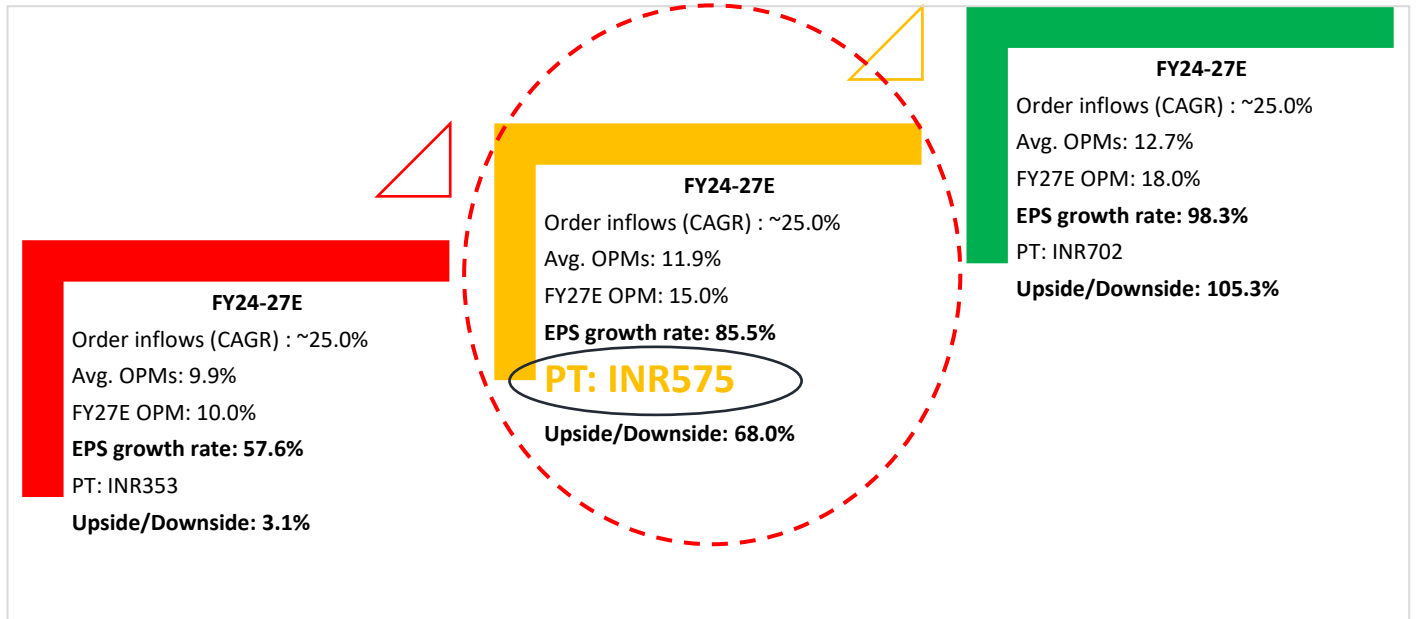 FY24-27E
Order inflows (CAGR) : ~25.0%
Avg. OPMs: 9.9%
FY27E OPM: 10.0%
EPS growth rate: 57.6%
PT: INR353
Upside/Downside: 3.1%
FY24-27E
Order inflows (CAGR) : ~25.0%
Avg. OPMs: 11.9%
FY27E OPM: 15.0%
EPS growth rate: 85.5%
PT: INR575
Upside/Downside: 68.0%
FY24-27E
Order inflows (CAGR) : ~25.0%
Avg. OPMs: 12.7%
FY27E OPM: 18.0%
EPS growth rate: 98.3%
PT: INR702
Upside/Downside: 105.3%